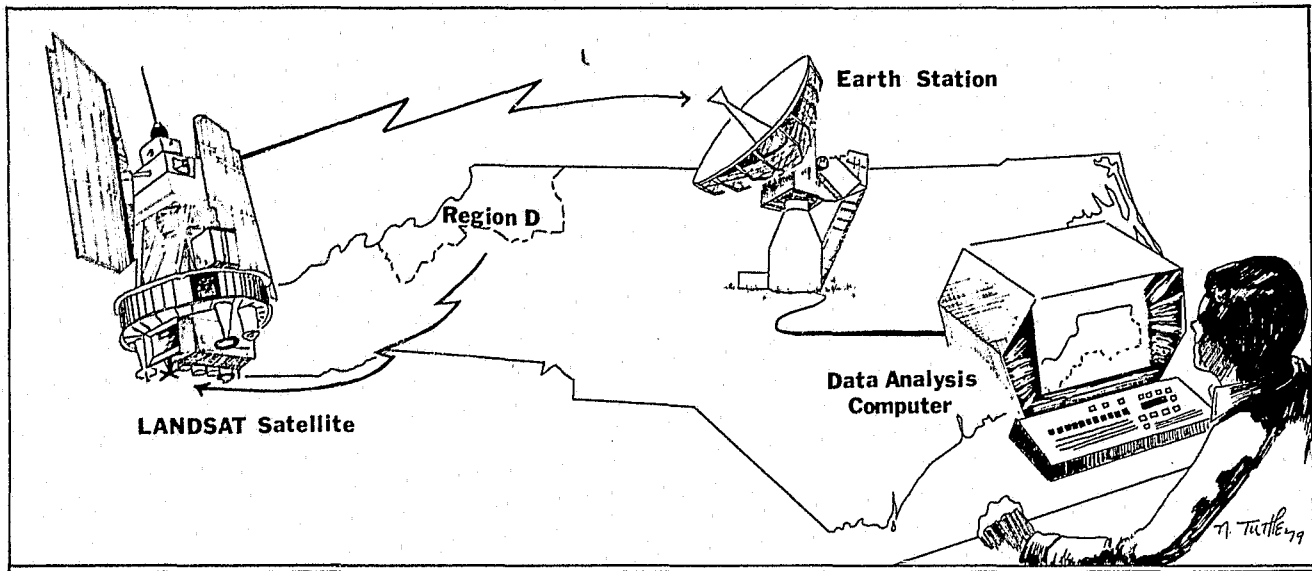 Earth Station
Region D
Data Analysis
Computer
LANDSAT Satellite
N. TUTTLE 79